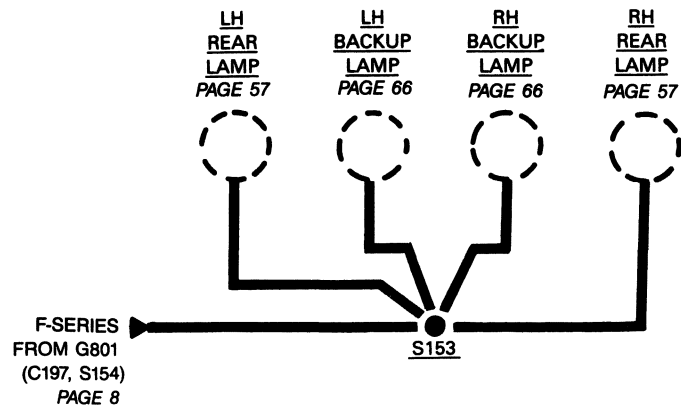 LH
REAR
LAMP
PAGE 57
LH
BACKUP
LAMP
PAGE 66
RH
BACKUP
LAMP
PAGE 66
RH
REAR
LAMP
PAGE 57
F-SERIES
FROM G801
(C197, S154)
PAGE 8
S153